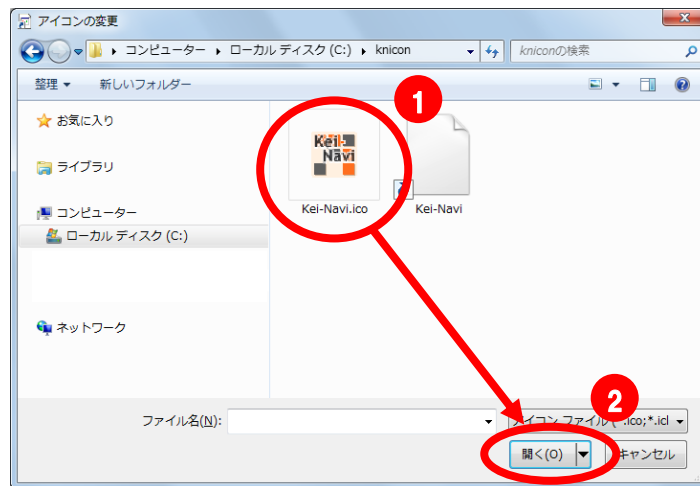 アイコンの変更
コンピューター ▸ ローカル ディスク (C:) ▸ knicon
kniconの検索
整理 ▼ 新しいフォルダー
1
お気に入り
Kei-
Navi
ライブラリ
Kei-Navi.ico
Kei-Navi
コンピューター
ローカル ディスク (C:)
ネットワーク
2
ファイル名(N):
アイコン ファイル (*.ico;*.icl
開く(O)
キャンセル